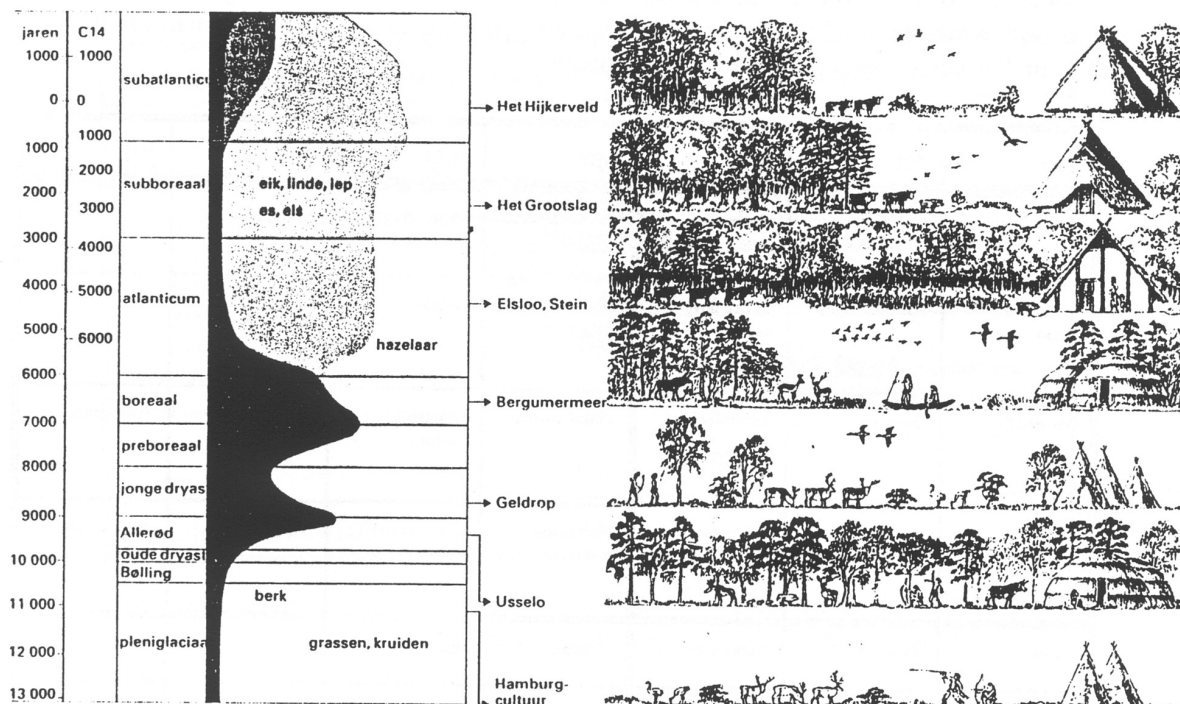 jaren C14
1000 1000
subatlanticu
0 0
Het Hijkerveld
1000
1000
2000
subboreaal
eik, linde, iep
2000
es, els
3000
Het Grootslag
3000
4000
atlanticum
4000
5000
Elsloo, Stein
5000
6000
hazelaar
6000
boreaal
Bergumermeer
7000
preboreaal
8000
jonge dryas
Geldrop
9000
Allerød
oude dryast
10 000
Bølling
berk
11 000
Usselo
pleniglaciaa
grassen, kruiden
12 000
13 000
Hamburg-
cultuur